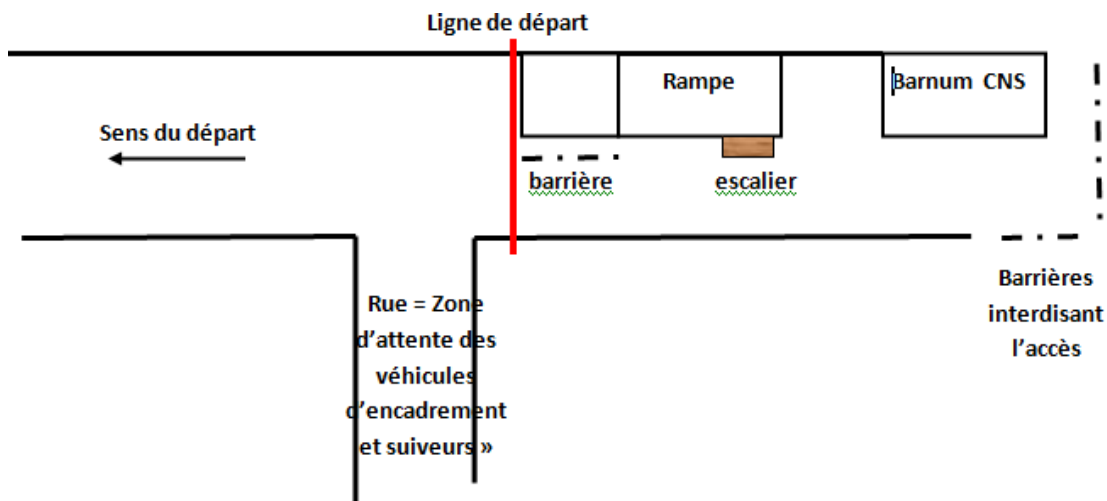 Ligne de départ
Rampe
Barnum CNS
Sens du départ
barrière
escalier
Rue = Zone
d’attente des
véhicules
d’encadrement
et suiveurs »
Barrières
interdisant
l’accès